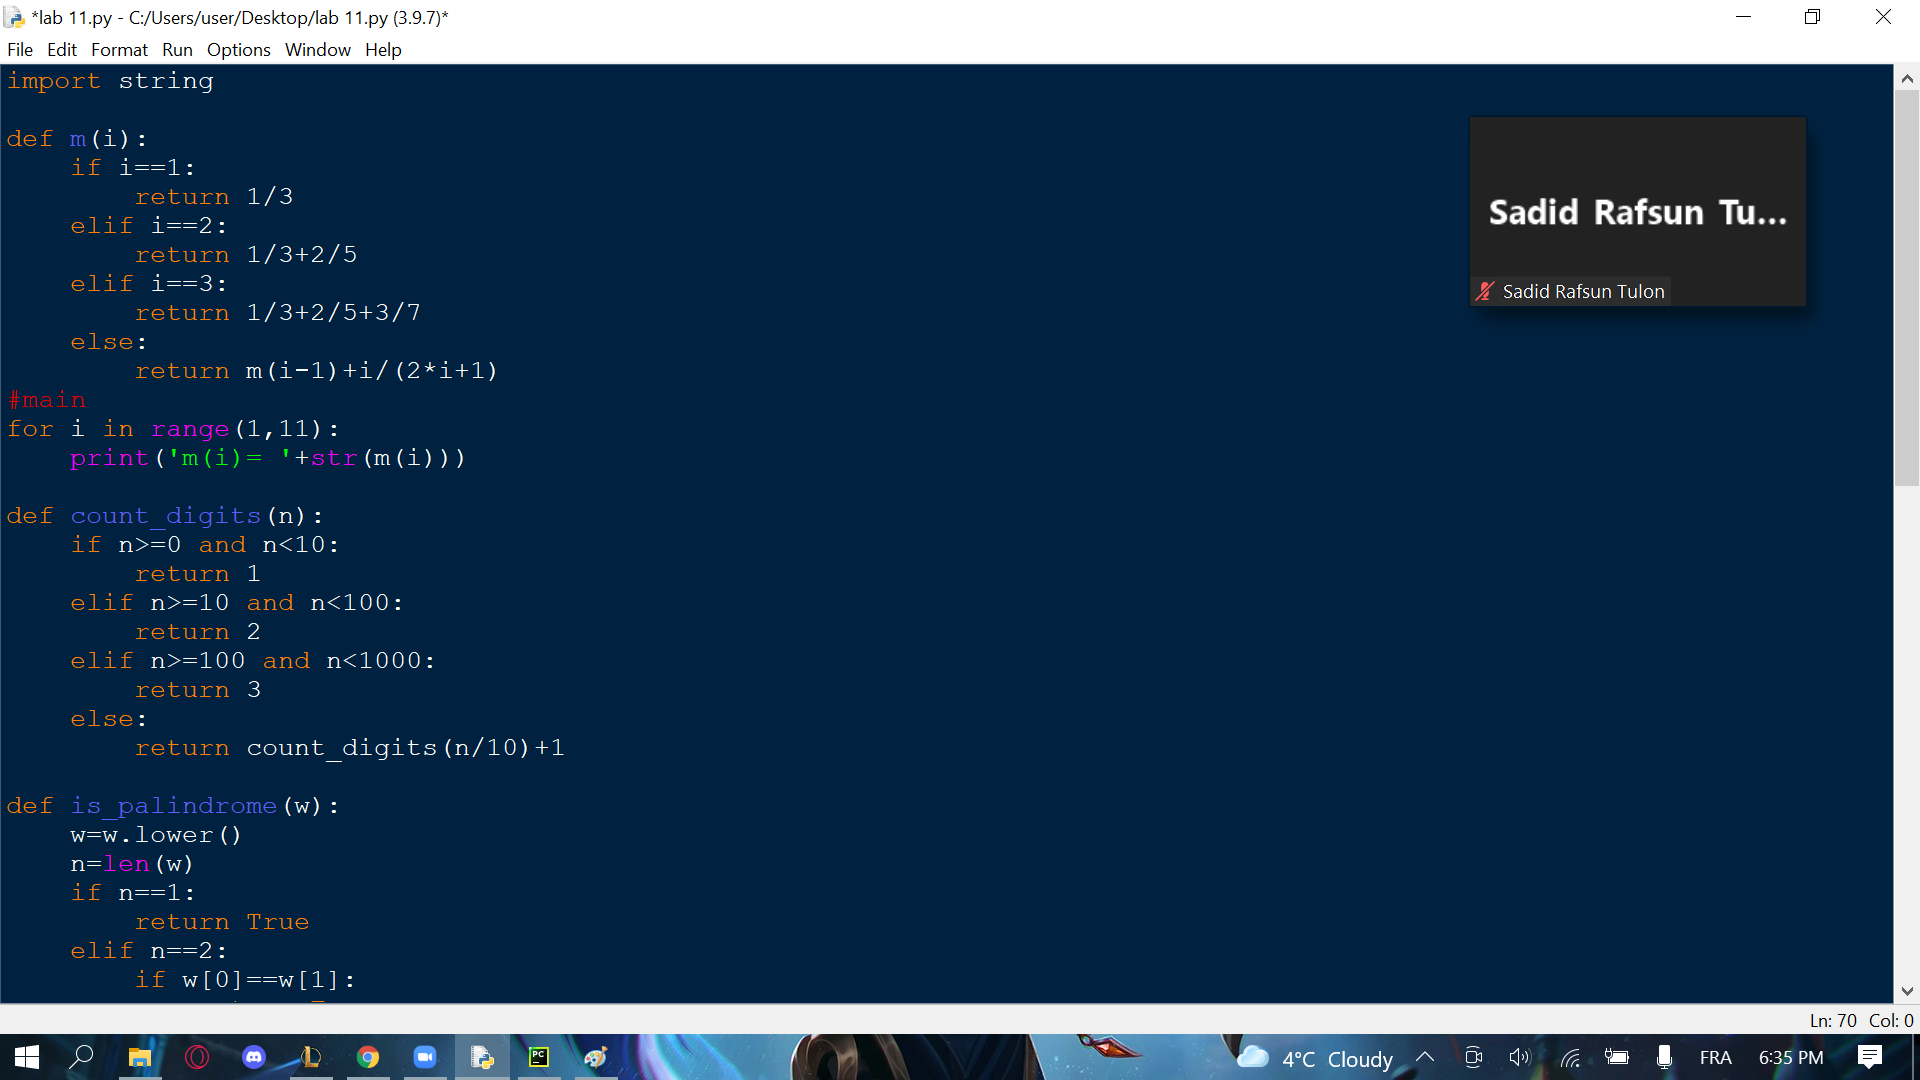 *lab 11.py - C:/Users/user/Desktop/lab 11.py (3.9.7)*
File Edit Format Run Options Window Help
import string
def m(i):
    if i==1:
        return 1/3
    elif i==2:
        return 1/3+2/5
    elif i==3:
        return 1/3+2/5+3/7
    else:
        return m(i-1)+i/(2*i+1)
#main
for i in range(1,11):
    print('m(i)= '+str(m(i)))
def count_digits(n):
    if n>=0 and n<10:
        return 1
    elif n>=10 and n<100:
        return 2
    elif n>=100 and n<1000:
        return 3
    else:
        return count_digits(n/10)+1
def is_palindrome(w):
    w=w.lower()
    n=len(w)
    if n==1:
        return True
    elif n==2:
        if w[0]==w[1]:
Sadid Rafsun Tu...
Sadid Rafsun Tulon
Ln: 70 Col: 0
PC
4°C Cloudy
FRA
6:35 PM